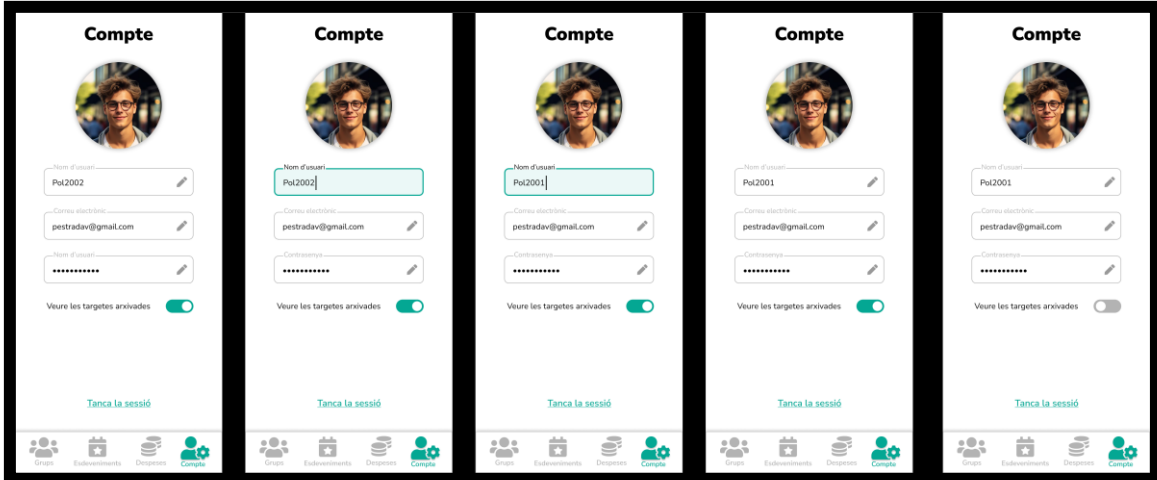 Compte
Nom d'usuari
Pol2002
Correu electrònic
pestradav@gmail.com
Nom d'usuari
•••••••••••
Veure les targetes arxivades
Tanca la sessió
Grups Esdeveniments Despeses Compte
Compte
Nom d'usuari
Pol2002
Correu electrònic
pestradav@gmail.com
Contrasenya
•••••••••••
Veure les targetes arxivades
Tanca la sessió
Grups Esdeveniments Despeses Compte
Compte
Nom d'usuari
Pol2001
Correu electrònic
pestradav@gmail.com
Contrasenya
•••••••••••
Veure les targetes arxivades
Tanca la sessió
Grups Esdeveniments Despeses Compte
Compte
Nom d'usuari
Pol2001
Correu electrònic
pestradav@gmail.com
Contrasenya
•••••••••••
Veure les targetes arxivades
Tanca la sessió
Grups Esdeveniments Despeses Compte
Compte
Nom d'usuari
Pol2001
Correu electrònic
pestradav@gmail.com
Contrasenya
•••••••••••
Veure les targetes arxivades
Tanca la sessió
Grups Esdeveniments Despeses Compte